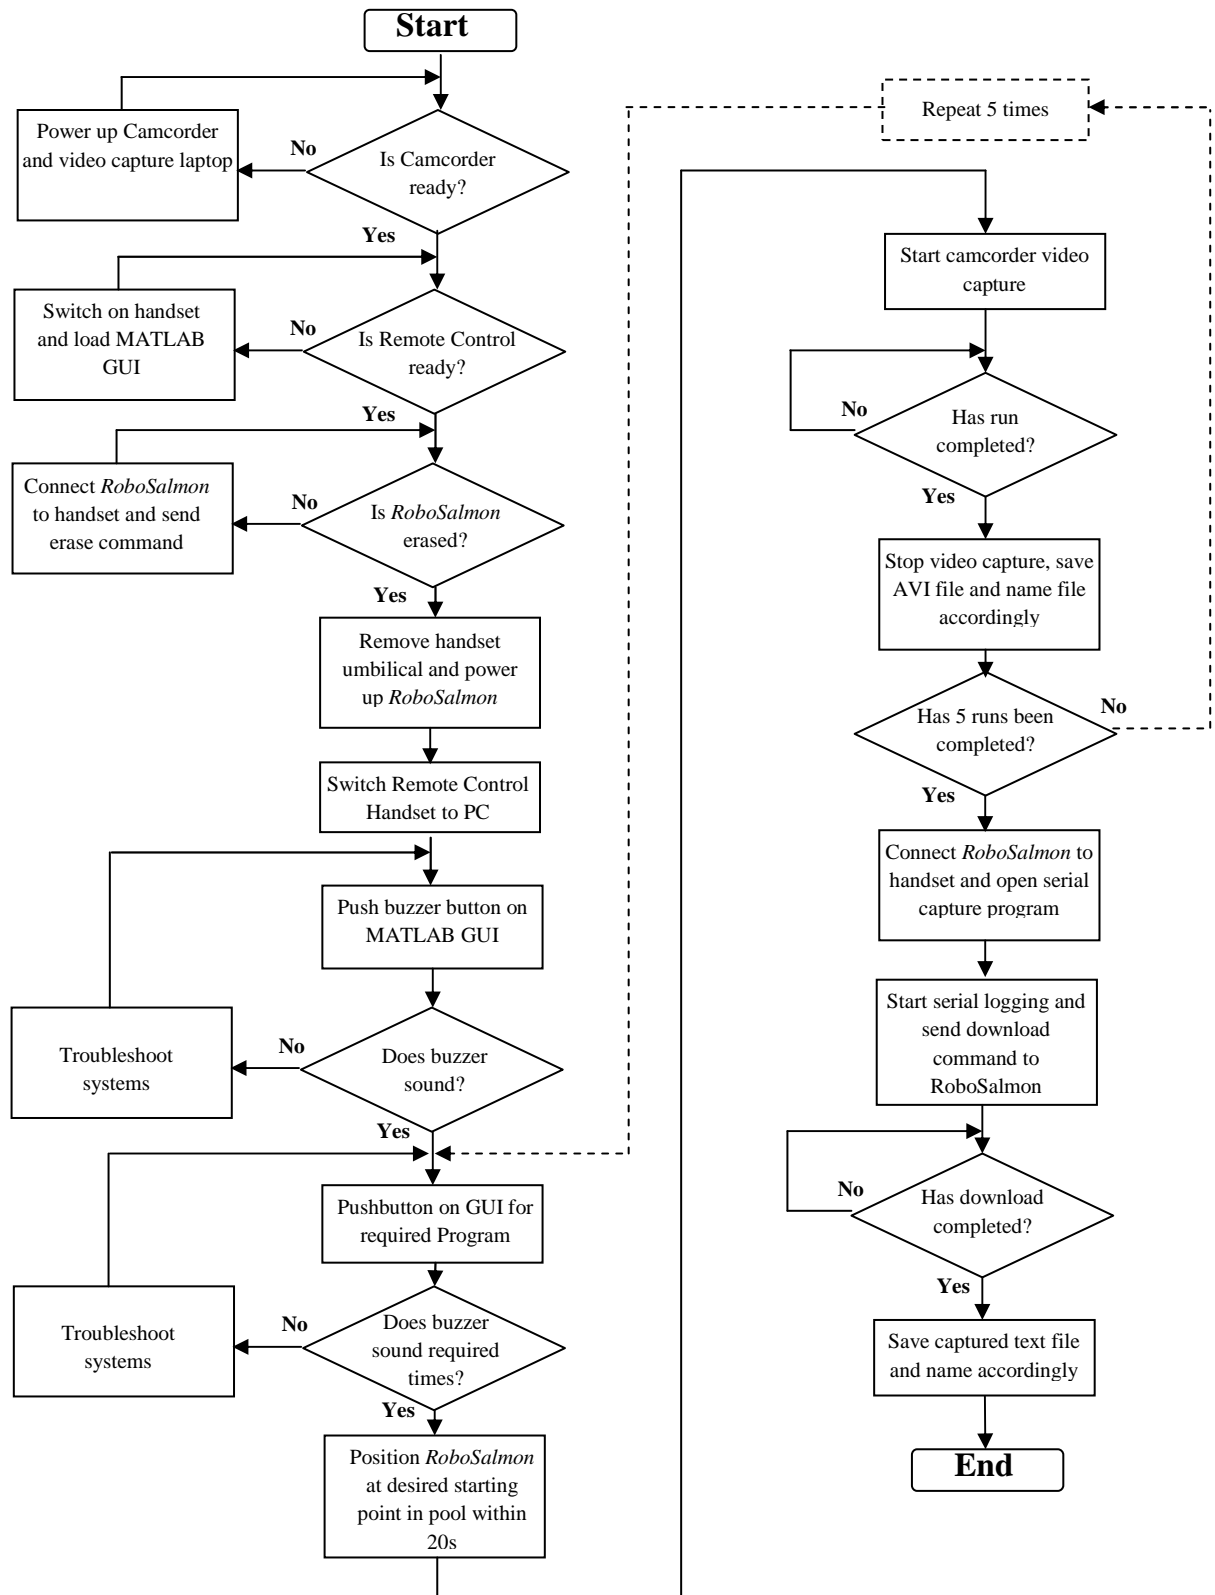 Start
Power up Camcorder
and video capture laptop
No
Is Camcorder
ready?
Yes
Switch on handset
and load MATLAB
GUI
No
Is Remote Control
ready?
Yes
Connect RoboSalmon
to handset and send
erase command
No
Is RoboSalmon
erased?
Yes
Remove handset
umbilical and power
up RoboSalmon
Switch Remote Control
Handset to PC
Push buzzer button on
MATLAB GUI
Troubleshoot
systems
No
Does buzzer
sound?
Yes
Pushbutton on GUI for
required Program
Troubleshoot
systems
No
Does buzzer
sound required
times?
Yes
Position RoboSalmon
at desired starting
point in pool within
20s
Repeat 5 times
Start camcorder video
capture
No
Has run
completed?
Yes
Stop video capture, save
AVI file and name file
accordingly
Has 5 runs been
completed?
No
Yes
Connect RoboSalmon to
handset and open serial
capture program
Start serial logging and
send download
command to
RoboSalmon
No
Has download
completed?
Yes
Save captured text file
and name accordingly
End